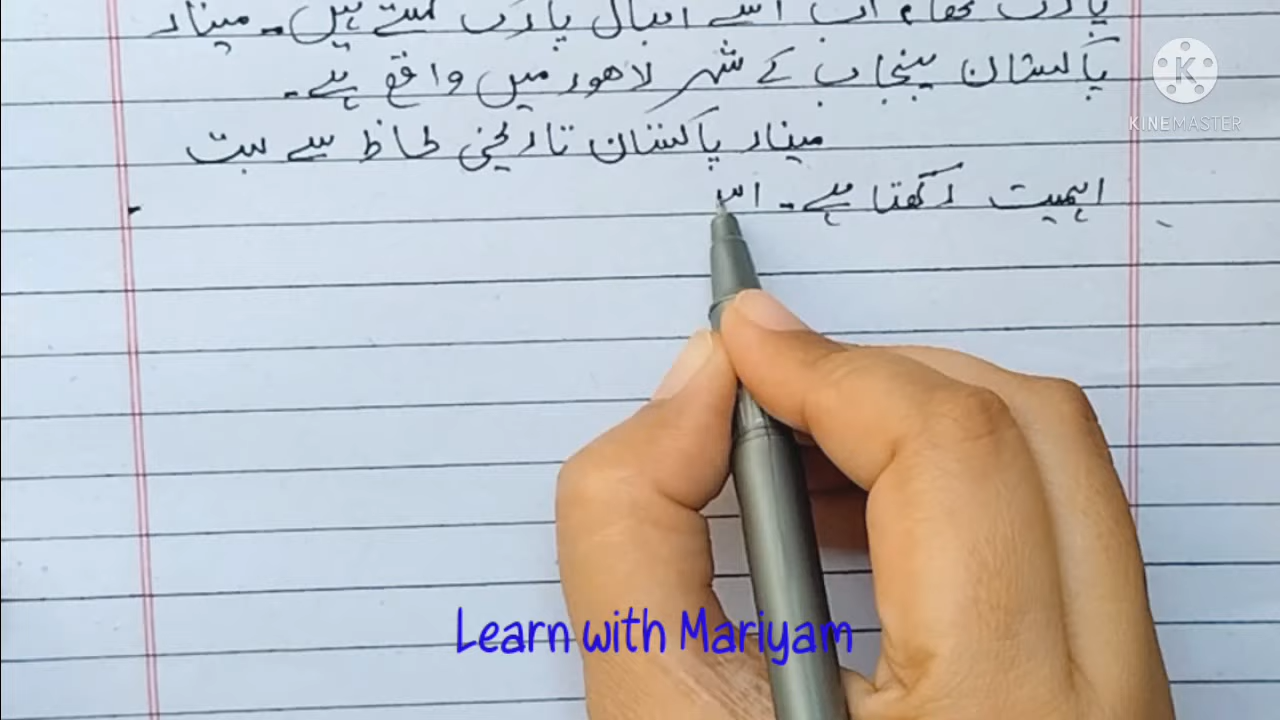 پارک تھا۔ اب اسے اقبال پارک کہتے ہیں۔ مینار
پاکستان پنجاب کے شہر لاھور میں واقع ہے۔
مینار پاکستان تاریخی لحاظ سے بہت
اہمیت رکھتا ہے۔ اس
KINEMASTER
Learn with Mariyam